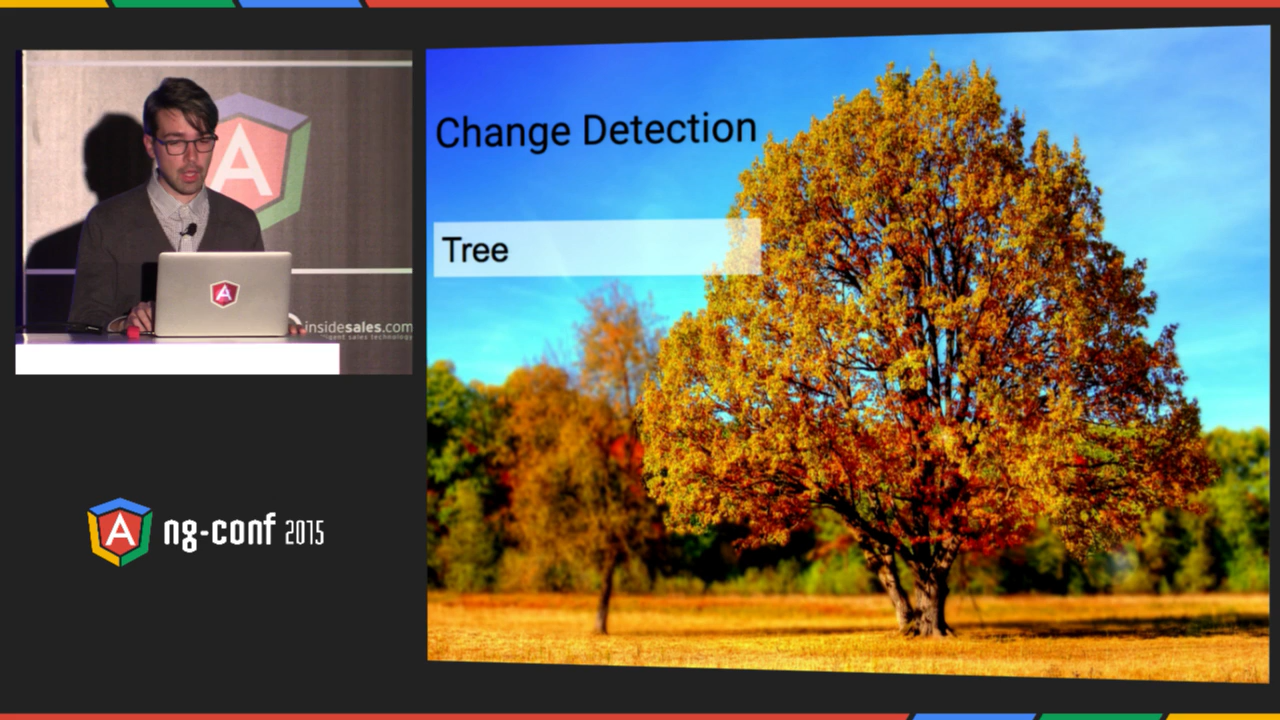 Change Detection
Tree
A
A
insidesales.com
A
ng-conf 2015